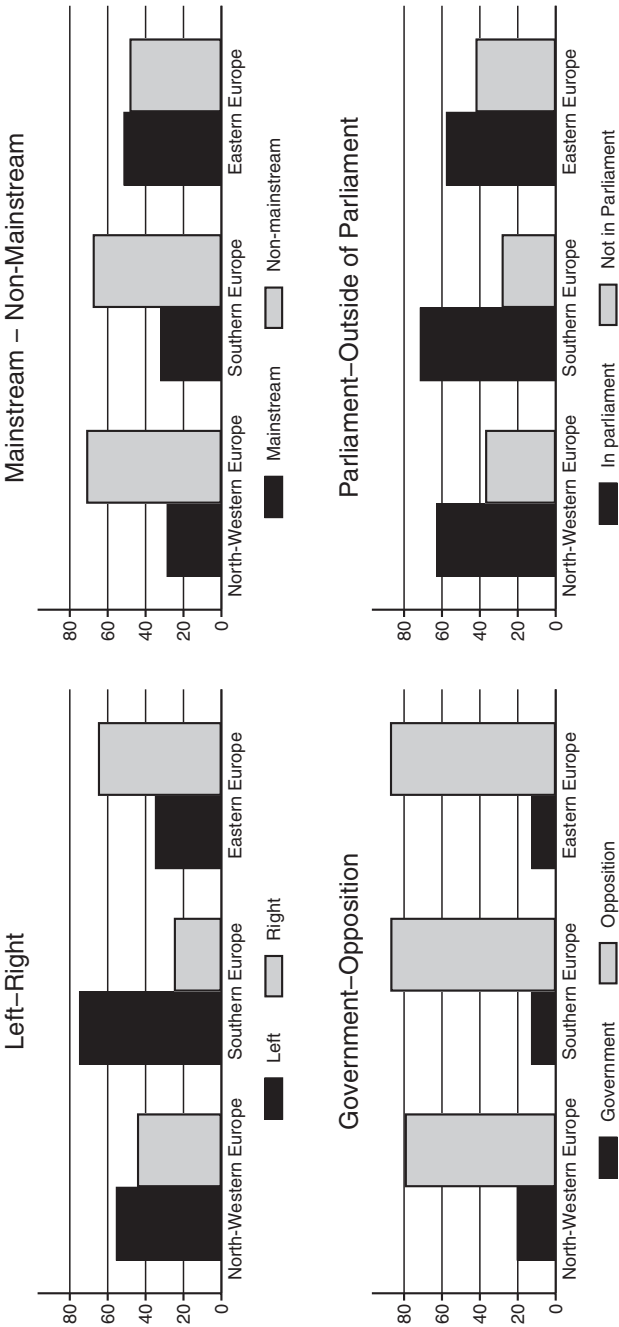 Left–Right
80
60
40
20
0
North-Western Europe Southern Europe Eastern Europe
Left Right
Mainstream – Non-Mainstream
80
60
40
20
0
North-Western Europe Southern Europe Eastern Europe
Mainstream Non-mainstream
Government–Opposition
80
60
40
20
0
North-Western Europe Southern Europe Eastern Europe
Government Opposition
Parliament–Outside of Parliament
80
60
40
20
0
North-Western Europe Southern Europe Eastern Europe
In parliament Not in Parliament